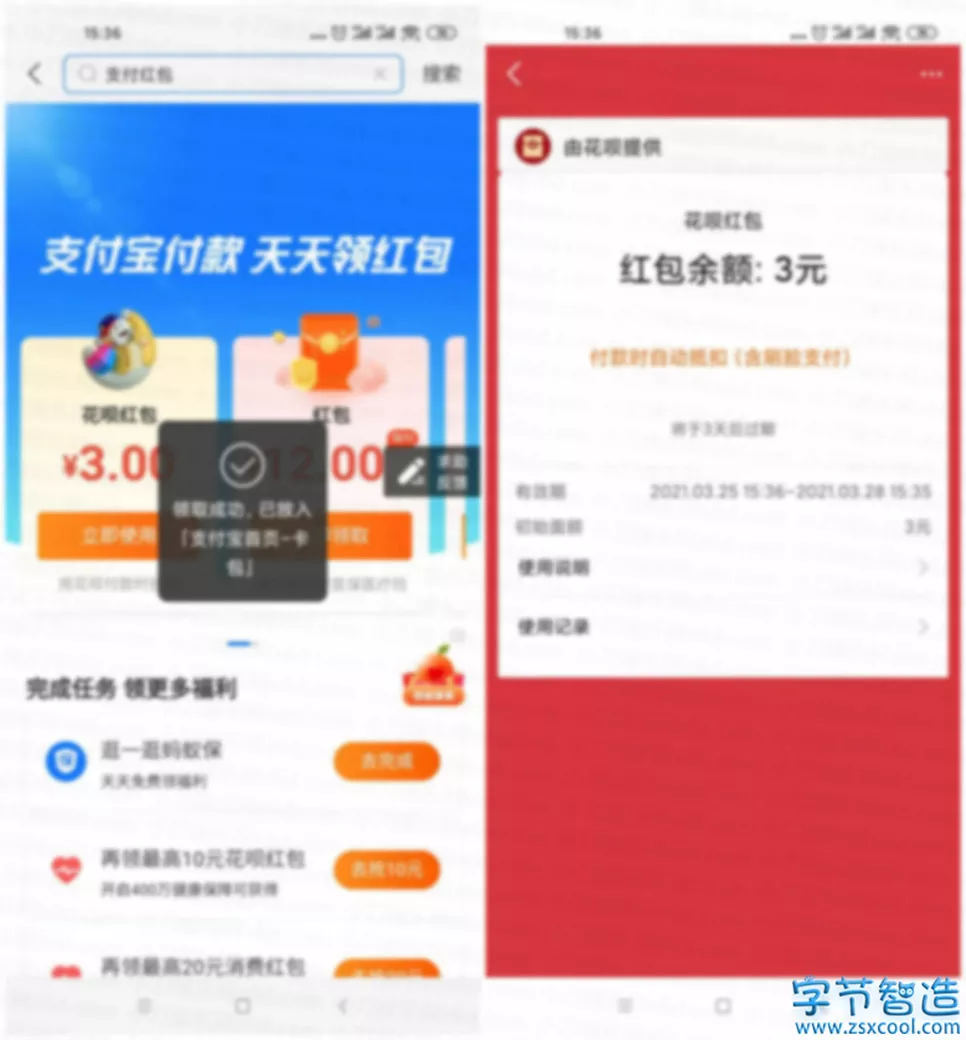 15:36
支付红包
搜索
支付宝付款 天天领红包
花呗红包
¥3.00
立即使用
红包
12.00
领取
求助
反馈
领取成功，已放入
「支付宝首页-卡
包」
完成任务 领更多福利
逛一逛蚂蚁保
天天免费领福利
去完成
再领最高10元花呗红包
开启400万健康保障可获得
去抢10元
再领最高20元消费红包
15:36
由花呗提供
花呗红包
红包余额: 3元
付款时自动抵扣 (含刷脸支付)
将于3天后过期
有效期
2021.03.25 15:36~2021.03.28 15:35
初始面额
3元
使用说明
使用记录
字节智造
www.zsxcool.com